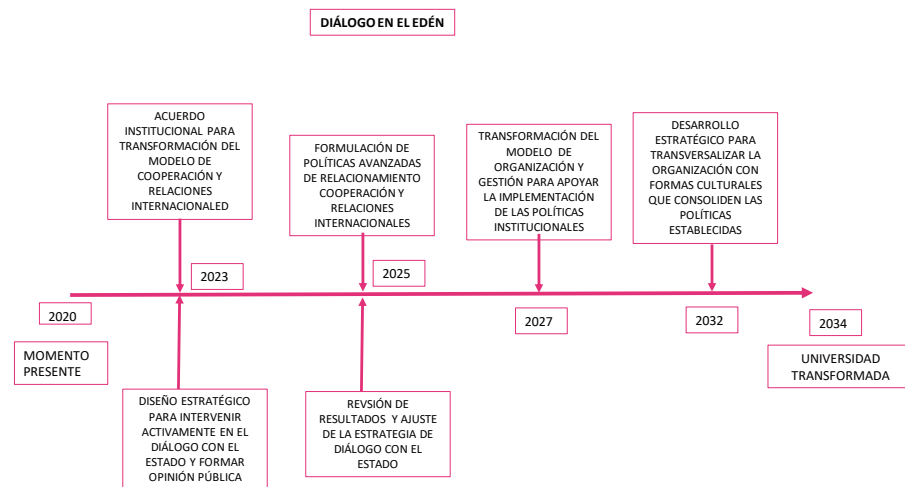 DIÁLOGO EN EL EDÉN
ACUERDO
INSTITUCIONAL PARA
TRANSFORMACIÓN DEL
MODELO DE
COOPERACIÓN Y
RELACIONES
INTERNACIONALED
FORMULACIÓN DE
POLÍTICAS AVANZADAS
DE RELACIONAMIENTO
COOPERACIÓN Y
RELACIONES
INTERNACIONALES
TRANSFORMACIÓN DEL
MODELO DE
ORGANIZACIÓN Y
GESTIÓN PARA APOYAR
LA IMPLEMENTACIÓN
DE LAS POLÍTICAS
INSTITUCIONALES
DESARROLLO
ESTRATÉGICO PARA
TRANSVERSALIZAR LA
ORGANIZACIÓN CON
FORMAS CULTURALES
QUE CONSOLIDEN LAS
POLÍTICAS
ESTABLECIDAS
2023
2025
2020
2027
2032
2034
MOMENTO
PRESENTE
UNIVERSIDAD
TRANSFORMADA
DISEÑO ESTRATÉGICO
PARA INTERVENIR
ACTIVAMENTE EN EL
DIÁLOGO CON EL
ESTADO Y FORMAR
OPINIÓN PÚBLICA
REVSIÓN DE
RESULTADOS Y AJUSTE
DE LA ESTRATEGIA DE
DIÁLOGO CON EL
ESTADO